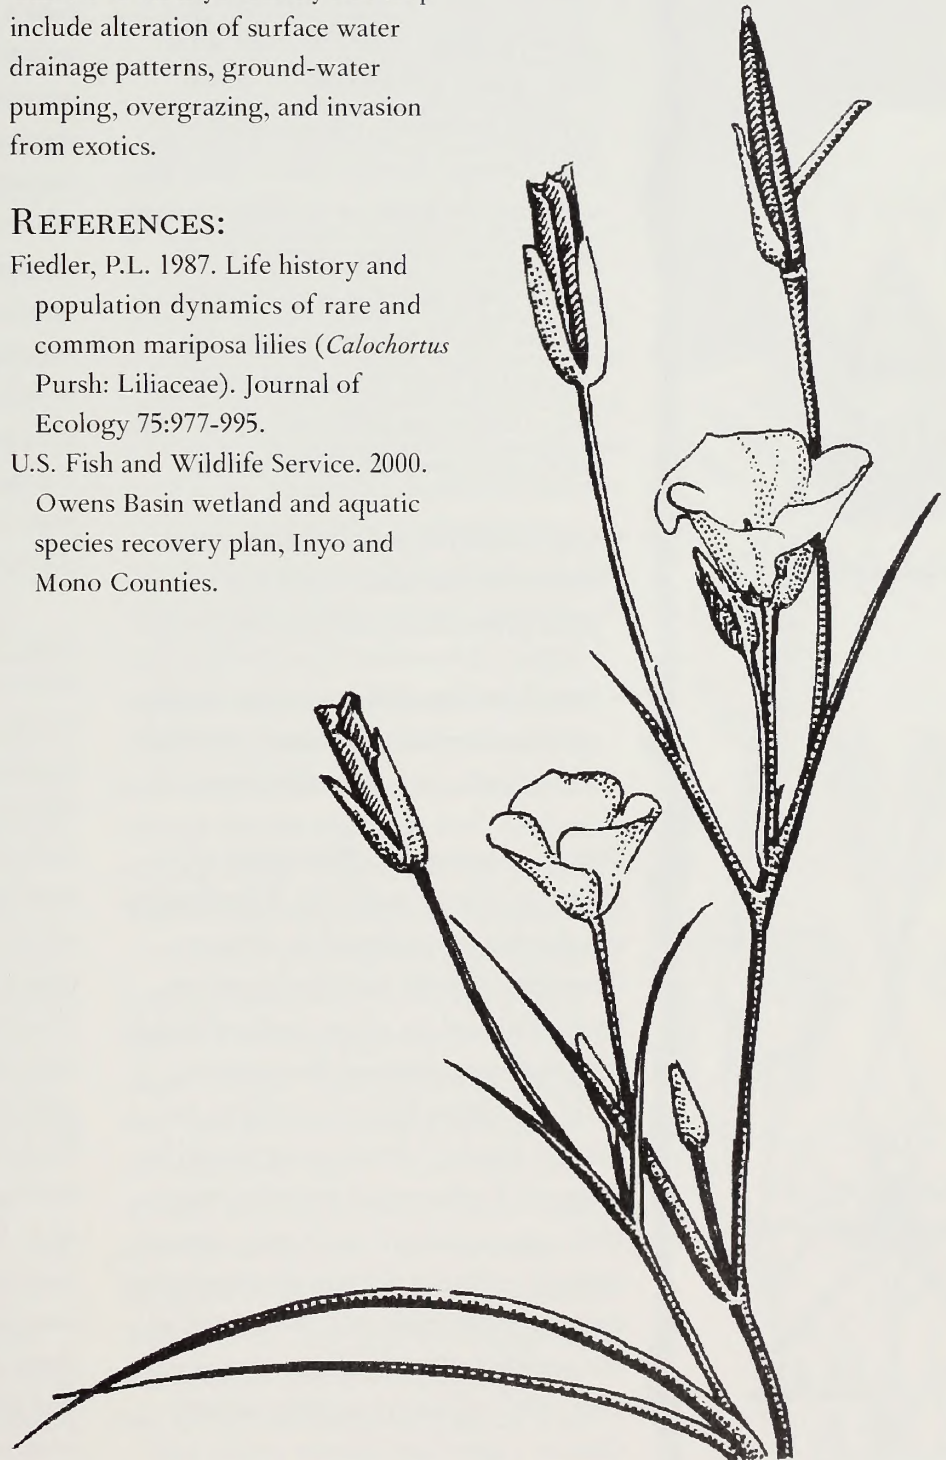 include alteration of surface water
drainage patterns, ground-water
pumping, overgrazing, and invasion
from exotics.
REFERENCES:
Fiedler, P.L. 1987. Life history and
population dynamics of rare and
common mariposa lilies (Calochortus
Pursh: Liliaceae). Journal of
Ecology 75:977-995.
U.S. Fish and Wildlife Service. 2000.
Owens Basin wetland and aquatic
species recovery plan, Inyo and
Mono Counties.